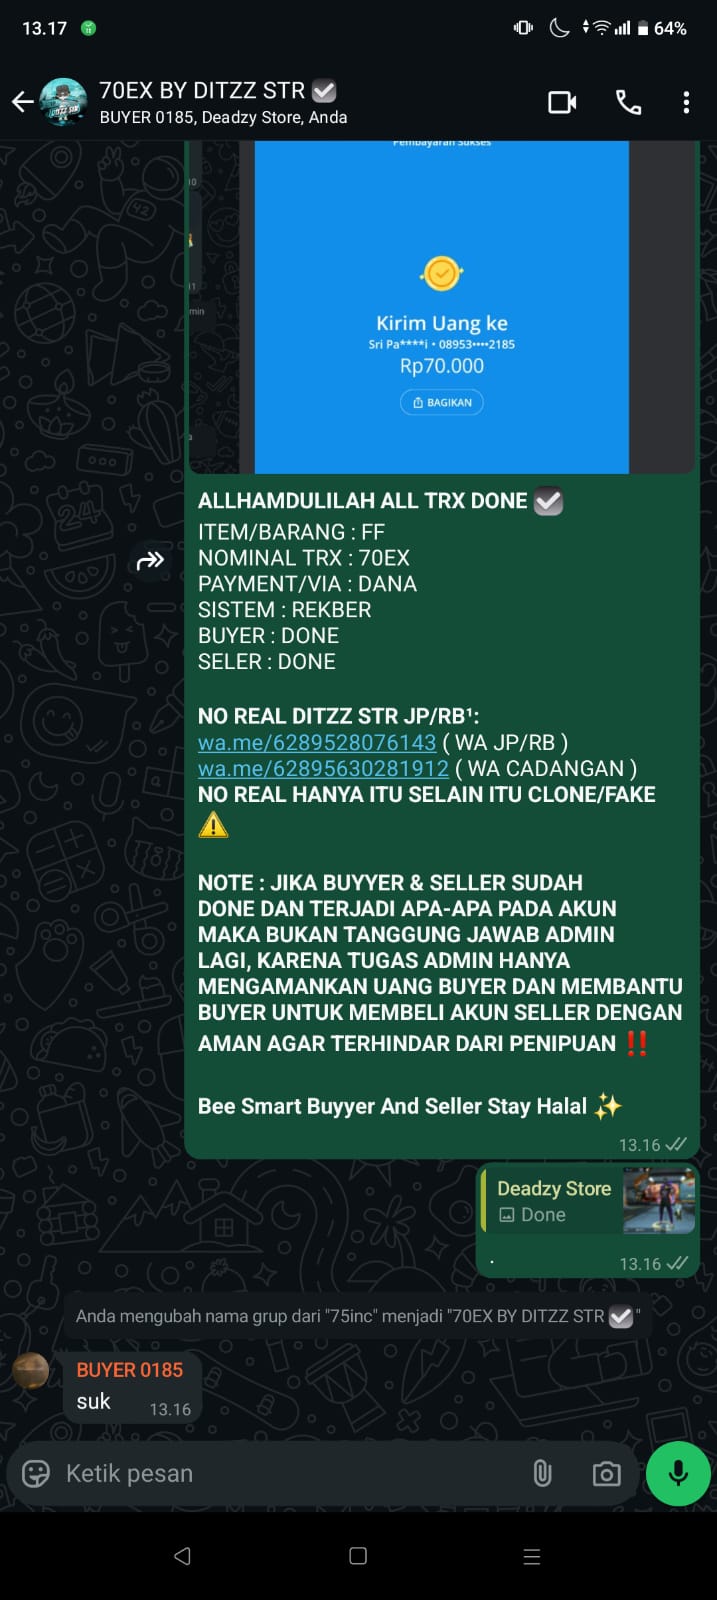 13.17
64%
70EX BY DITZZ STR ✅
BUYER 0185, Deadzy Store, Anda
Pembayaran Sukses
Kirim Uang ke
Sri Pa****i • 08953••••2185
Rp70.000
BAGIKAN
ALLHAMDULILAH ALL TRX DONE ✅
ITEM/BARANG : FF
NOMINAL TRX : 70EX
PAYMENT/VIA : DANA
SISTEM : REKBER
BUYER : DONE
SELER : DONE
NO REAL DITZZ STR JP/RB¹:
wa.me/6289528076143 ( WA JP/RB )
wa.me/62895630281912 ( WA CADANGAN )
NO REAL HANYA ITU SELAIN ITU CLONE/FAKE
⚠️
NOTE : JIKA BUYYER & SELLER SUDAH
DONE DAN TERJADI APA-APA PADA AKUN
MAKA BUKAN TANGGUNG JAWAB ADMIN
LAGI, KARENA TUGAS ADMIN HANYA
MENGAMANKAN UANG BUYER DAN MEMBANTU
BUYER UNTUK MEMBELI AKUN SELLER DENGAN
AMAN AGAR TERHINDAR DARI PENIPUAN ‼️
Bee Smart Buyyer And Seller Stay Halal ✨
13.16
Deadzy Store
Done
.
13.16
Anda mengubah nama grup dari "75inc" menjadi "70EX BY DITZZ STR ✅"
BUYER 0185
suk
13.16
Ketik pesan